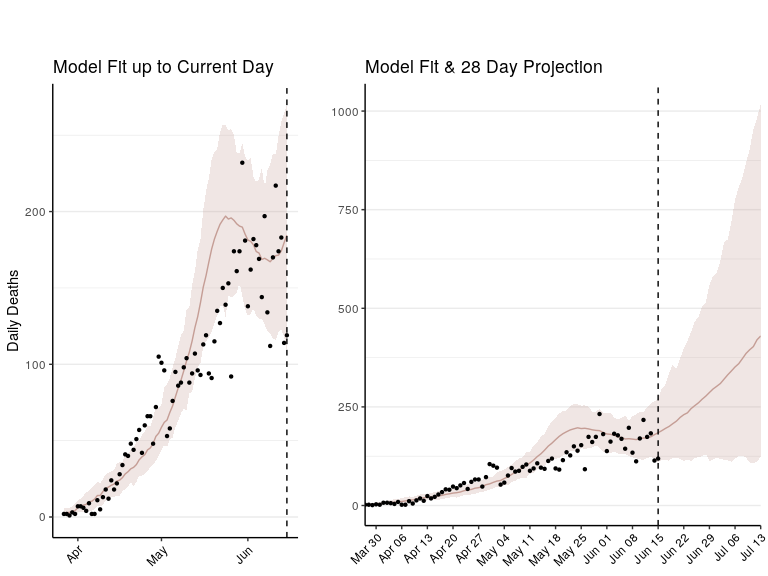 Model Fit up to Current Day
Daily Deaths
200
100
0
Apr
May
Jun
Model Fit & 28 Day Projection
1000
750
500
250
0
Mar 30
Apr 06
Apr 13
Apr 20
Apr 27
May 04
May 11
May 18
May 25
Jun 01
Jun 08
Jun 15
Jun 22
Jun 29
Jul 06
Jul 13